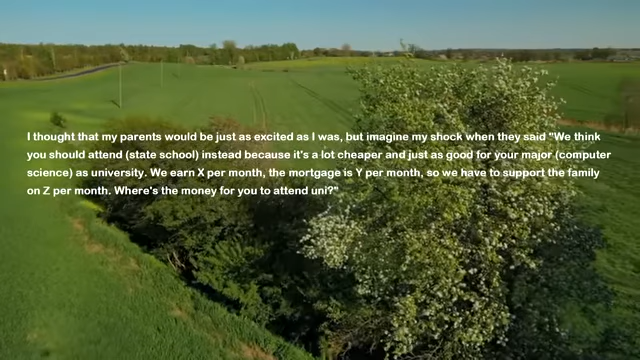 I thought that my parents would be just as excited as I was, but imagine my shock when they said "We think
you should attend (state school) instead because it's a lot cheaper and just as good for your major (computer
science) as university. We earn X per month, the mortgage is Y per month, so we have to support the family
on Z per month. Where's the money for you to attend uni?"